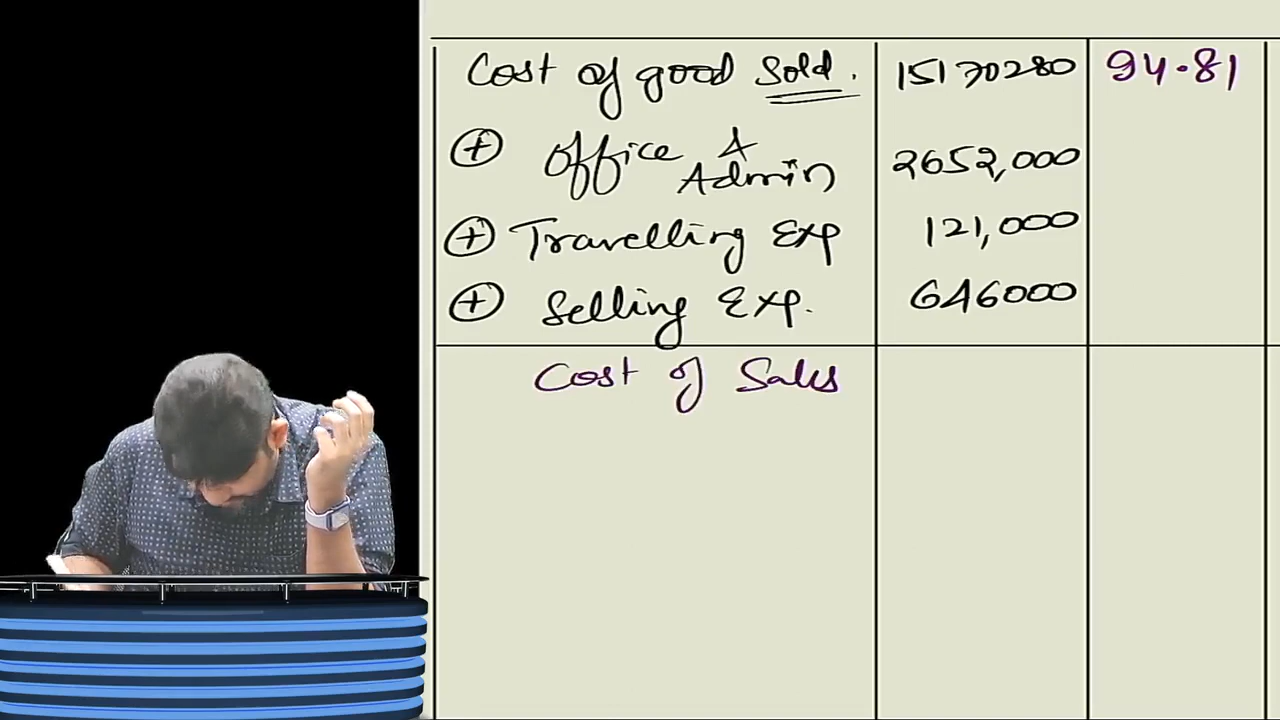 Cost of good Sold. 15170280 94.81
+ Office & Admin 2652,000
+ Travelling Exp 121,000
+ Selling Exp. 646000
Cost of Sales